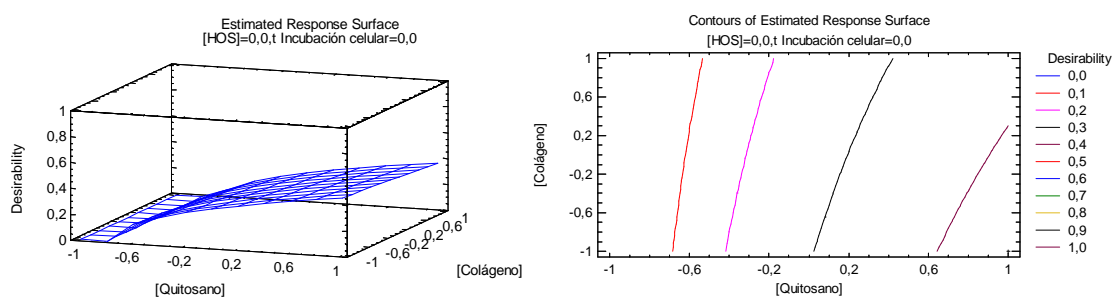 Estimated Response Surface
[HOS]=0,0,t Incubación celular=0,0
Desirability
1
0,8
0,6
0,4
0,2
0
-1 -0,6 -0,2 0,2 0,6 1
[Quitosano]
-1 -0,6 -0,2 0,2 0,6 1
[Colágeno]
Contours of Estimated Response Surface
[HOS]=0,0,t Incubación celular=0,0
[Colágeno]
1
0,6
0,2
-0,2
-0,6
-1
-1 -0,6 -0,2 0,2 0,6 1
[Quitosano]
Desirability
0,0
0,1
0,2
0,3
0,4
0,5
0,6
0,7
0,8
0,9
1,0